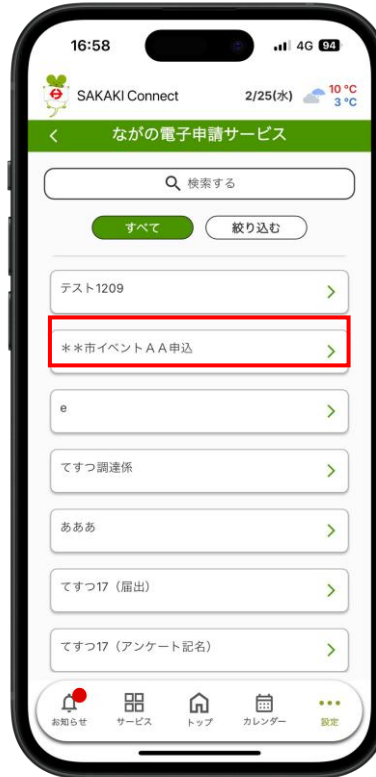 16:58
4G 94
SAKAKI Connect
2/25(水)
10 °C
3 °C
ながの電子申請サービス
検索する
すべて
絞り込む
テスト1209
＊＊市イベントＡＡ申込
e
てすつ調達係
あああ
てすつ17（届出）
てすつ17（アンケート記名）
お知らせ
サービス
トップ
カレンダー
設定